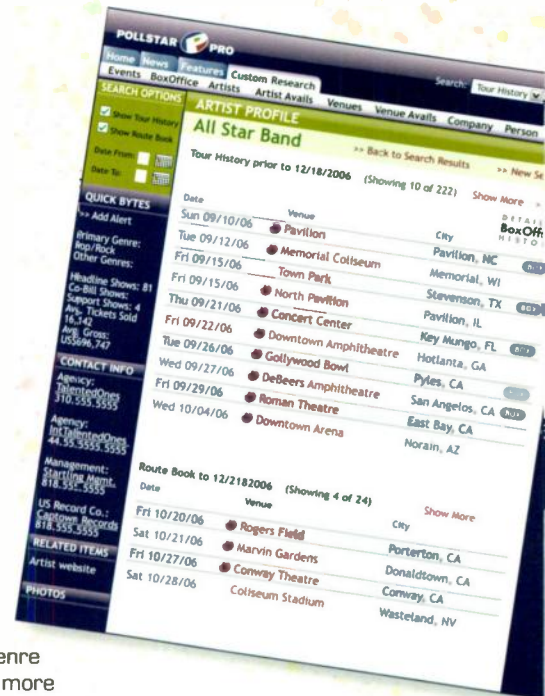 POLLSTAR PRO
Home News Features Custom Research
Search: Tour History
Events BoxOffice Artists Artist Avails Venues Venue Avails Company Person
SEARCH OPTIONS
Show Tour History
Show Route Book
Date From:
Date To:
QUICK BYTES
>> Add Alert
Primary Genre:
Pop/Rock
Other Genres:
Headline Shows: 81
Co-Bill Shows:
Support Shows: 4
Avg. Tickets Sold
16,142
Avg. Gross:
US$696,747
CONTACT INFO
Agency:
TalentedOnes
310.555.5555
Agency:
IntTalentedOnes
44.55.5555.5555
Management:
Startling Mgmt.
818.555.5555
US Record Co.:
Captown Records
818.555.5555
RELATED ITEMS
Artist website
PHOTOS
ARTIST PROFILE
All Star Band
>> Back to Search Results >> New Se
Tour History prior to 12/18/2006 (Showing 10 of 222) Show More
DETAIL
BoxOff
HISTO
Date Venue City
Sun 09/10/06 Pavilion Pavilion, NC
Tue 09/12/06 Memorial Coliseum Memorial, WI
Fri 09/15/06 Town Park Stevenson, TX
Fri 09/15/06 North Pavilion Pavilion, IL
Thu 09/21/06 Concert Center Key Mungo, FL
Fri 09/22/06 Downtown Amphitheatre Hotlanta, GA
Tue 09/26/06 Gollywood Bowl Pyles, CA
Wed 09/27/06 DeBeers Amphitheatre San Angelos, CA
Fri 09/29/06 Roman Theatre East Bay, CA
Wed 10/04/06 Downtown Arena Norain, AZ
Route Book to 12/2182006 (Showing 4 of 24) Show More
Date Venue City
Fri 10/20/06 Rogers Field Porterton, CA
Sat 10/21/06 Marvin Gardens Donaldtown, CA
Fri 10/27/06 Conway Theatre Conway, CA
Sat 10/28/06 Coliseum Stadium Wasteland, NV
enre
more